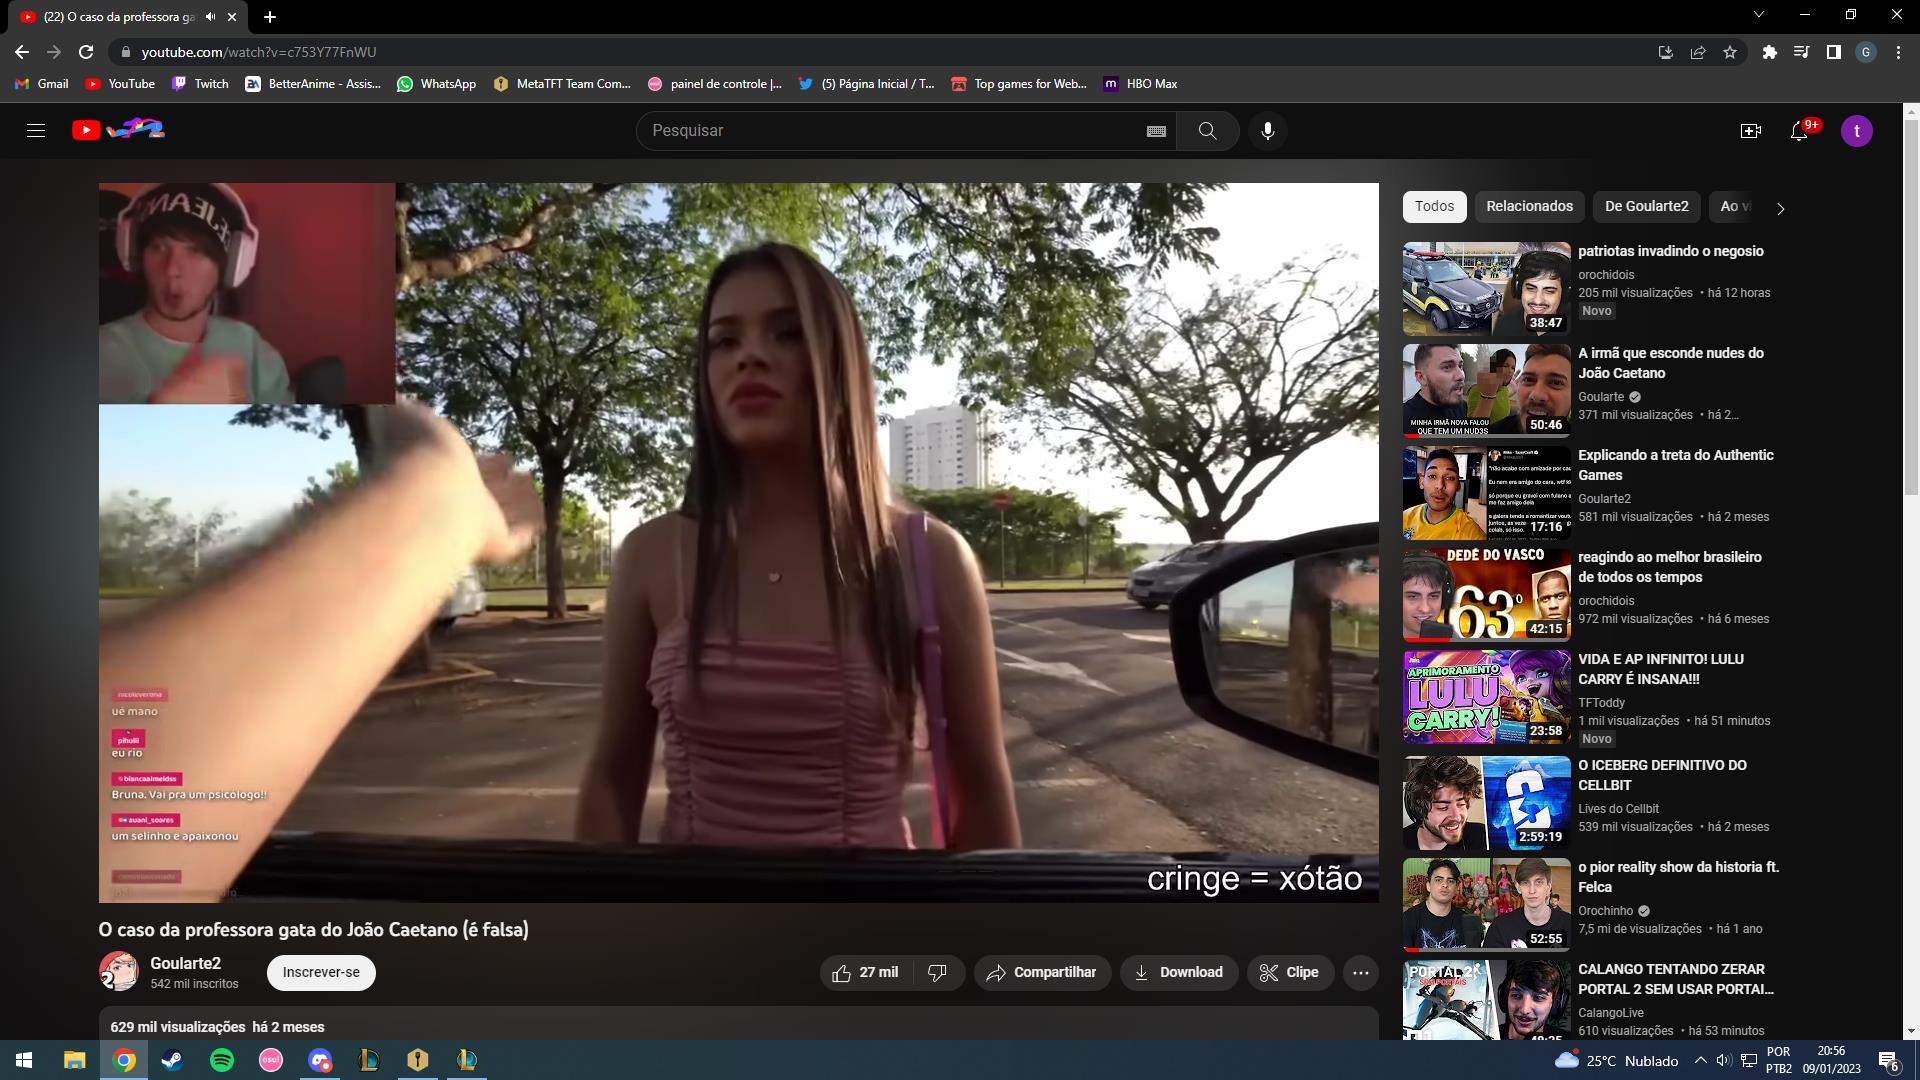 (22) O caso da professora ga
youtube.com/watch?v=c753Y77FnWU
G
Gmail
YouTube
Twitch
BetterAnime - Assis...
WhatsApp
MetaTFT Team Com...
painel de controle |...
(5) Página Inicial / T...
Top games for Web...
HBO Max
Pesquisar
9+
t
nicoleverona
ué mano
pihulii
eu rio
biancaalmeidss
Bruna. Vai pra um psicólogo!!
auani_soares
um selinho e apaixonou
cringe = xótão
O caso da professora gata do João Caetano (é falsa)
Goularte2
542 mil inscritos
Inscrever-se
27 mil
Compartilhar
Download
Clipe
629 mil visualizações há 2 meses
Todos
Relacionados
De Goularte2
Ao vi
patriotas invadindo o negosio
orochidois
205 mil visualizações • há 12 horas
Novo
38:47
A irmã que esconde nudes do
João Caetano
Goularte
371 mil visualizações • há 2...
MINHA IRMÃ NOVA FALOU
QUE TEM UM NUD3S
50:46
Explicando a treta do Authentic
Games
Goularte2
581 mil visualizações • há 2 meses
17:16
reagindo ao melhor brasileiro
de todos os tempos
orochidois
972 mil visualizações • há 6 meses
DEDÉ DO VASCO
63º
42:15
VIDA E AP INFINITO! LULU
CARRY É INSANA!!!
TFToddy
1 mil visualizações • há 51 minutos
Novo
APRIMORAMENTO
LULU
CARRY!
23:58
O ICEBERG DEFINITIVO DO
CELLBIT
Lives do Cellbit
539 mil visualizações • há 2 meses
2:59:19
o pior reality show da historia ft.
Felca
Orochinho
7,5 mi de visualizações • há 1 ano
52:55
CALANGO TENTANDO ZERAR
PORTAL 2 SEM USAR PORTAI...
CalangoLive
610 visualizações • há 53 minutos
PORTAL 2
SEM PORTAIS
osu!
25°C Nublado
POR
PTB2
20:56
09/01/2023
6